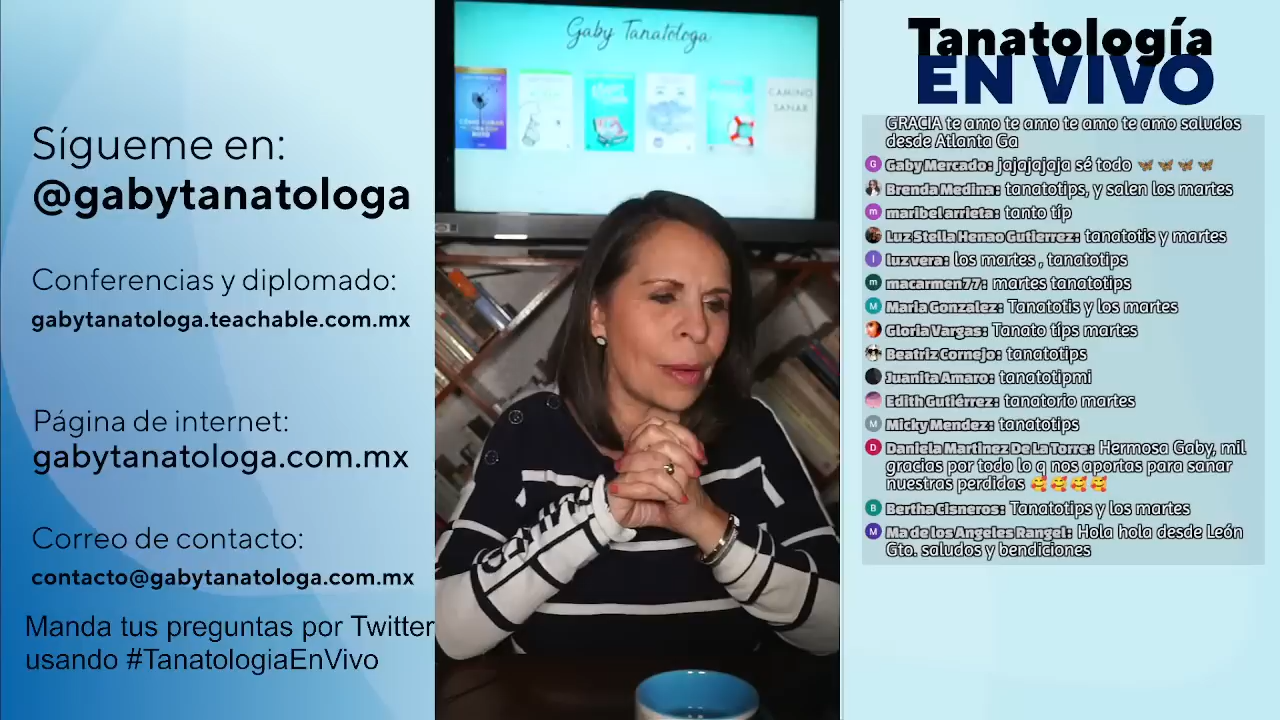 Sígueme en:
@gabytanatologa
Conferencias y diplomado:
gabytanatologa.teachable.com.mx
Página de internet:
gabytanatologa.com.mx
Correo de contacto:
contacto@gabytanatologa.com.mx
Manda tus preguntas por Twitter
usando #TanatologiaEnVivo
Gaby Tanatóloga
CAMINO
SANAR
Tanatología
EN VIVO
GRACIA te amo te amo te amo te amo saludos
desde Atlanta Ga
Gaby Mercado: jajajajaja sé todo 🦋 🦋 🦋 🦋
Brenda Medina: tanatotips, y salen los martes
maribel arrieta: tanto típ
Luz Stella Henao Gutierrez: tanatotis y martes
luz vera: los martes , tanatotips
macarmen77: martes tanatotips
Maria Gonzalez: Tanatotis y los martes
Gloria Vargas: Tanato típs martes
Beatriz Cornejo: tanatotips
Juanita Amaro: tanatotipmi
Edith Gutiérrez: tanatorio martes
Micky Mendez: tanatotips
Daniela Martinez De La Torre: Hermosa Gaby, mil
gracias por todo lo q nos aportas para sanar
nuestras perdidas 🥰🥰🥰🥰
Bertha Cisneros: Tanatotips y los martes
Ma de los Angeles Rangel: Hola hola desde León
Gto. saludos y bendiciones